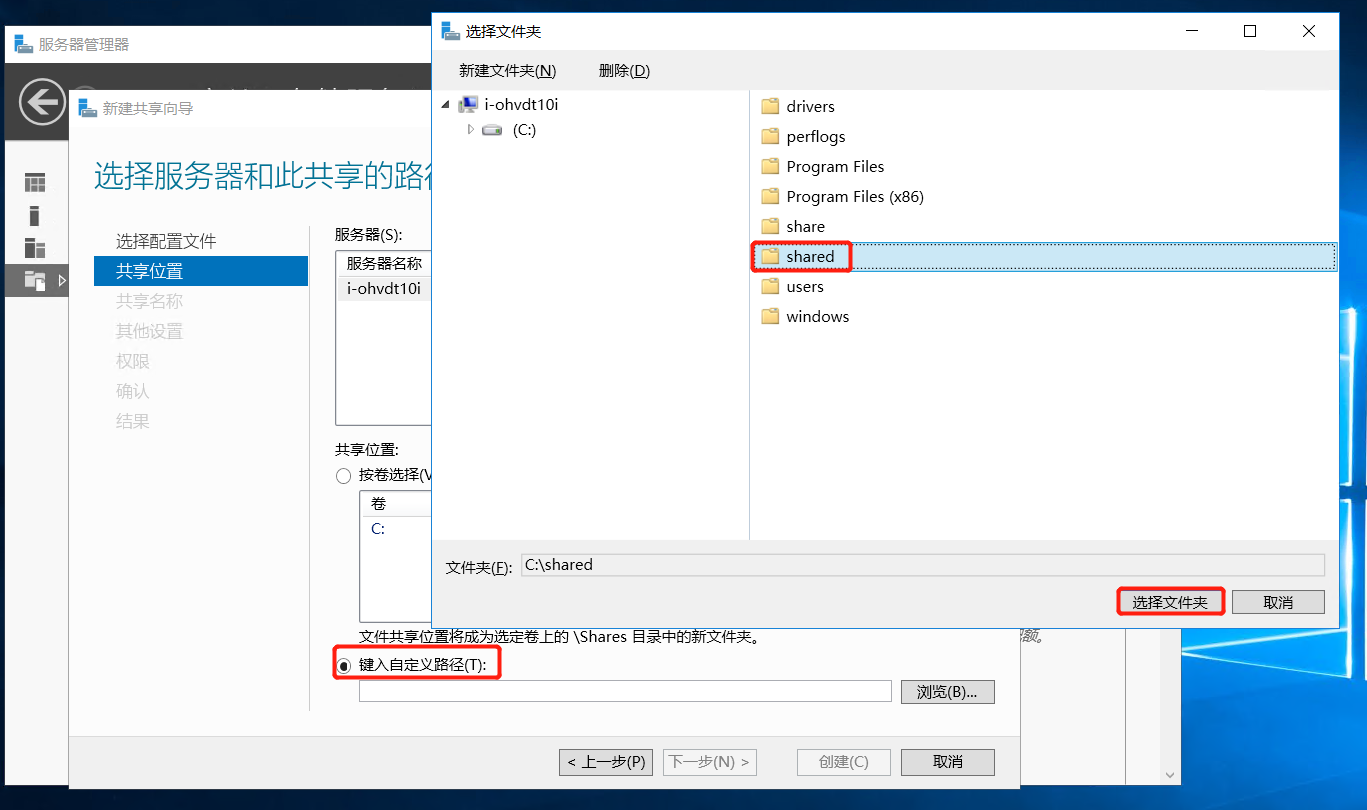 服务器管理器
新建共享向导
选择服务器和此共享的路
选择配置文件
共享位置
共享名称
其他设置
权限
确认
结果
服务器(S):
服务器名称
i-ohvdt10i
共享位置:
按卷选择(V
卷
C:
文件共享位置将成为选定卷上的 \Shares 目录中的新文件夹。
键入自定义路径(T):
浏览(B)...
< 上一步(P)
下一步(N) >
创建(C)
取消
选择文件夹
新建文件夹(N)
删除(D)
i-ohvdt10i
(C:)
drivers
perflogs
Program Files
Program Files (x86)
share
shared
users
windows
文件夹(F):
C:\shared
选择文件夹
取消
额。